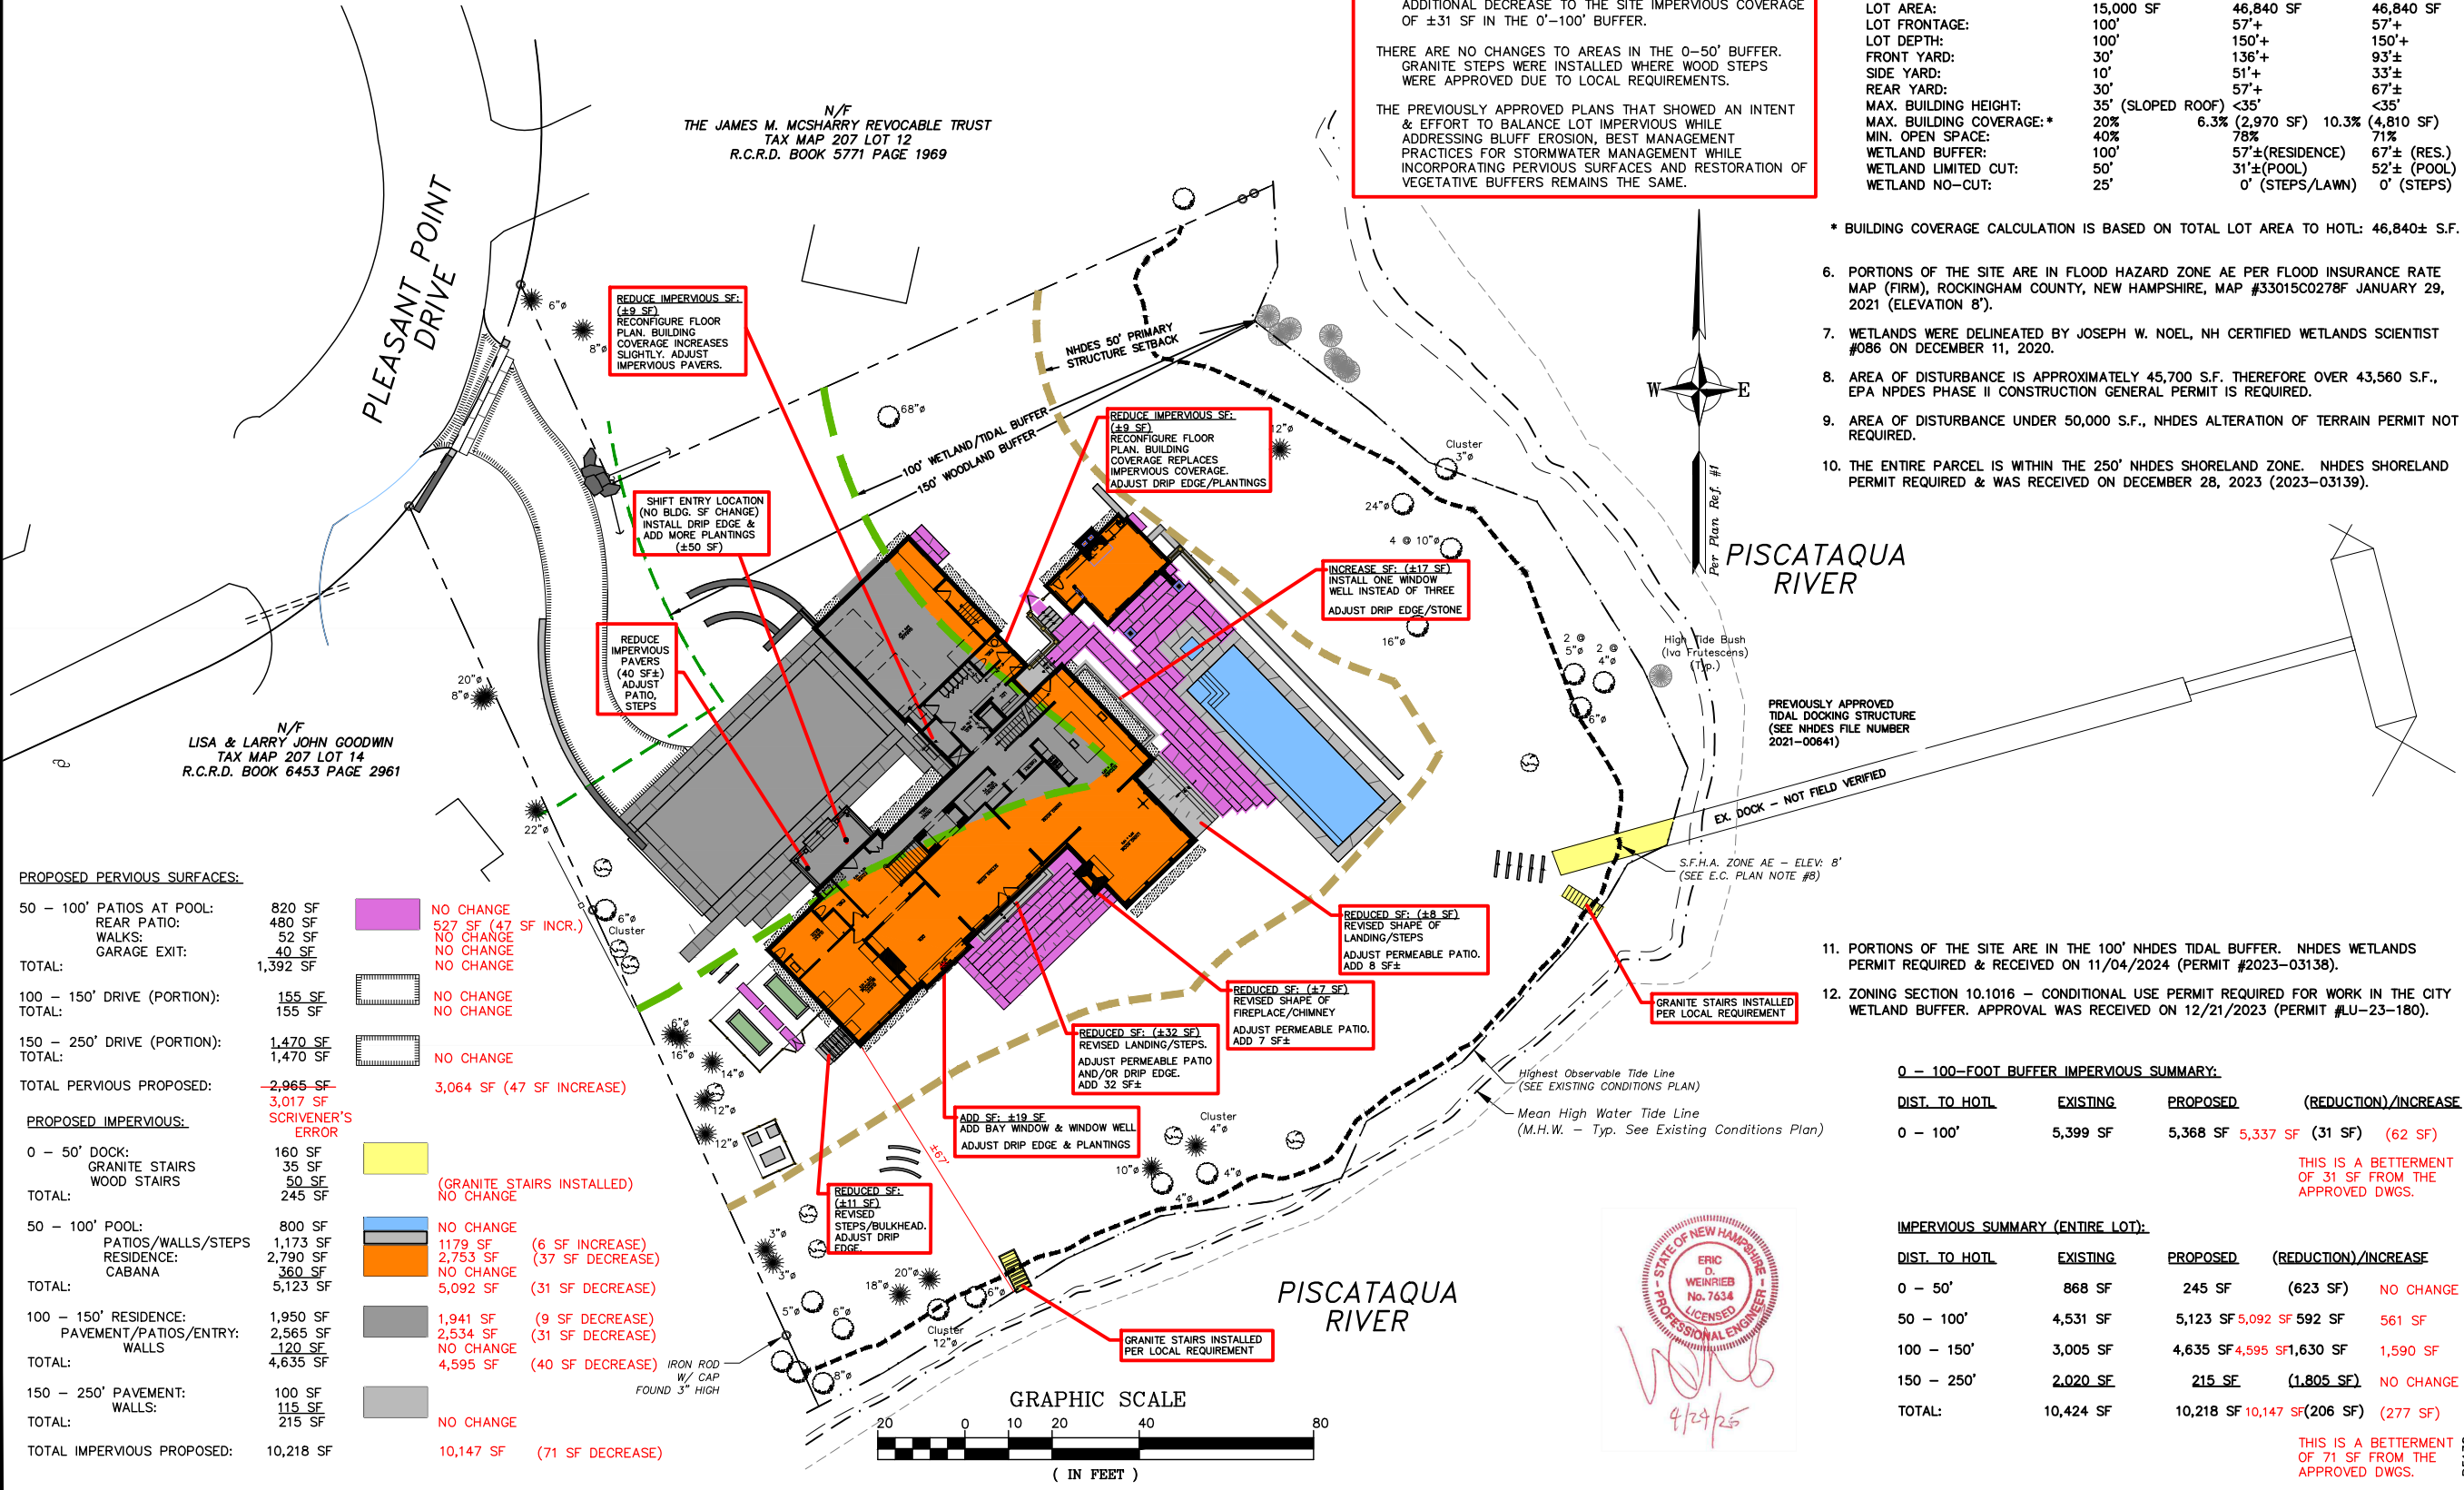 ADDITIONAL DECREASE TO THE SITE IMPERVIOUS COVERAGE
OF ±31 SF IN THE 0'-100' BUFFER.
THERE ARE NO CHANGES TO AREAS IN THE 0-50' BUFFER.
GRANITE STEPS WERE INSTALLED WHERE WOOD STEPS
WERE APPROVED DUE TO LOCAL REQUIREMENTS.
THE PREVIOUSLY APPROVED PLANS THAT SHOWED AN INTENT
& EFFORT TO BALANCE LOT IMPERVIOUS WHILE
ADDRESSING BLUFF EROSION, BEST MANAGEMENT
PRACTICES FOR STORMWATER MANAGEMENT WHILE
INCORPORATING PERVIOUS SURFACES AND RESTORATION OF
VEGETATIVE BUFFERS REMAINS THE SAME.
LOT AREA: 15,000 SF 46,840 SF 46,840 SF
LOT FRONTAGE: 100' 57'+ 57'+
LOT DEPTH: 100' 150'+ 150'+
FRONT YARD: 30' 136'+ 93'±
SIDE YARD: 10' 51'+ 33'±
REAR YARD: 30' 57'+ 67'±
MAX. BUILDING HEIGHT: 35' (SLOPED ROOF) <35' <35'
MAX. BUILDING COVERAGE:* 20% 6.3% (2,970 SF) 10.3% (4,810 SF)
MIN. OPEN SPACE: 40% 78% 71%
WETLAND BUFFER: 100' 57'±(RESIDENCE) 67'± (RES.)
WETLAND LIMITED CUT: 50' 31'±(POOL) 52'± (POOL)
WETLAND NO-CUT: 25' 0' (STEPS/LAWN) 0' (STEPS)
* BUILDING COVERAGE CALCULATION IS BASED ON TOTAL LOT AREA TO HOTL: 46,840± S.F.
6. PORTIONS OF THE SITE ARE IN FLOOD HAZARD ZONE AE PER FLOOD INSURANCE RATE
MAP (FIRM), ROCKINGHAM COUNTY, NEW HAMPSHIRE, MAP #33015C0278F JANUARY 29,
2021 (ELEVATION 8').
7. WETLANDS WERE DELINEATED BY JOSEPH W. NOEL, NH CERTIFIED WETLANDS SCIENTIST
#086 ON DECEMBER 11, 2020.
8. AREA OF DISTURBANCE IS APPROXIMATELY 45,700 S.F. THEREFORE OVER 43,560 S.F.,
EPA NPDES PHASE II CONSTRUCTION GENERAL PERMIT IS REQUIRED.
9. AREA OF DISTURBANCE UNDER 50,000 S.F., NHDES ALTERATION OF TERRAIN PERMIT NOT
REQUIRED.
10. THE ENTIRE PARCEL IS WITHIN THE 250' NHDES SHORELAND ZONE. NHDES SHORELAND
PERMIT REQUIRED & WAS RECEIVED ON DECEMBER 28, 2023 (2023-03139).
N/F
THE JAMES M. MCSHARRY REVOCABLE TRUST
TAX MAP 207 LOT 12
R.C.R.D. BOOK 5771 PAGE 1969
PLEASANT POINT
DRIVE
6"ø
8"ø
REDUCE IMPERVIOUS SF:
(±9 SF)
RECONFIGURE FLOOR
PLAN. BUILDING
COVERAGE INCREASES
SLIGHTLY. ADJUST
IMPERVIOUS PAVERS.
NHDES 50' PRIMARY
STRUCTURE SETBACK
68"ø
100' WETLAND/TIDAL BUFFER
150' WOODLAND BUFFER
REDUCE IMPERVIOUS SF:
(±9 SF)
RECONFIGURE FLOOR
PLAN. BUILDING
COVERAGE REPLACES
IMPERVIOUS COVERAGE.
ADJUST DRIP EDGE/PLANTINGS
12"ø
Cluster
3"ø
24"ø
4 @ 10"ø
W E
Per Plan Ref. #1
SHIFT ENTRY LOCATION
(NO BLDG. SF CHANGE)
INSTALL DRIP EDGE &
ADD MORE PLANTINGS
(±50 SF)
PISCATAQUA
RIVER
INCREASE SF: (±17 SF)
INSTALL ONE WINDOW
WELL INSTEAD OF THREE
ADJUST DRIP EDGE/STONE
16"ø
REDUCE
IMPERVIOUS
PAVERS
(40 SF±)
ADJUST
PATIO,
STEPS
2 @
5"ø
2 @
4"ø
6"ø
High Tide Bush
(Iva Frutescens)
(Typ.)
20"ø
8"ø
PREVIOUSLY APPROVED
TIDAL DOCKING STRUCTURE
(SEE NHDES FILE NUMBER
2021-00641)
N/F
LISA & LARRY JOHN GOODWIN
TAX MAP 207 LOT 14
R.C.R.D. BOOK 6453 PAGE 2961
EX. DOCK - NOT FIELD VERIFIED
22"ø
S.F.H.A. ZONE AE - ELEV: 8'
(SEE E.C. PLAN NOTE #8)
6"ø
Cluster
REDUCED SF: (±8 SF)
REVISED SHAPE OF
LANDING/STEPS
ADJUST PERMEABLE PATIO.
ADD 8 SF±
REDUCED SF: (±7 SF)
REVISED SHAPE OF
FIREPLACE/CHIMNEY
ADJUST PERMEABLE PATIO.
ADD 7 SF±
GRANITE STAIRS INSTALLED
PER LOCAL REQUIREMENT
REDUCED SF: (±32 SF)
REVISED LANDING/STEPS.
ADJUST PERMEABLE PATIO
AND/OR DRIP EDGE.
ADD 32 SF±
6"ø
16"ø
14"ø
12"ø
12"ø
ADD SF: ±19 SF
ADD BAY WINDOW & WINDOW WELL
ADJUST DRIP EDGE & PLANTINGS
±67'
Cluster
4"ø
10"ø
4"ø
4"ø
Highest Observable Tide Line
(SEE EXISTING CONDITIONS PLAN)
Mean High Water Tide Line
(M.H.W. - Typ. See Existing Conditions Plan)
REDUCED SF:
(±11 SF)
REVISED
STEPS/BULKHEAD.
ADJUST DRIP
EDGE.
3"ø
3"ø
20"ø
18"ø
6"ø
5"ø
6"ø
Cluster
12"ø
8"ø
IRON ROD
W/ CAP
FOUND 3" HIGH
GRANITE STAIRS INSTALLED
PER LOCAL REQUIREMENT
PISCATAQUA
RIVER
GRAPHIC SCALE
20 0 10 20 40 80
( IN FEET )
PROPOSED PERVIOUS SURFACES:
50 - 100' PATIOS AT POOL: 820 SF NO CHANGE
REAR PATIO: 480 SF 527 SF (47 SF INCR.)
WALKS: 52 SF NO CHANGE
GARAGE EXIT: 40 SF NO CHANGE
TOTAL: 1,392 SF NO CHANGE
100 - 150' DRIVE (PORTION): 155 SF NO CHANGE
TOTAL: 155 SF NO CHANGE
150 - 250' DRIVE (PORTION): 1,470 SF
TOTAL: 1,470 SF NO CHANGE
TOTAL PERVIOUS PROPOSED: 2,965 SF 3,064 SF (47 SF INCREASE)
3,017 SF
SCRIVENER'S
ERROR
PROPOSED IMPERVIOUS:
0 - 50' DOCK: 160 SF
GRANITE STAIRS 35 SF
WOOD STAIRS 50 SF (GRANITE STAIRS INSTALLED)
TOTAL: 245 SF NO CHANGE
50 - 100' POOL: 800 SF NO CHANGE
PATIOS/WALLS/STEPS 1,173 SF 1179 SF (6 SF INCREASE)
RESIDENCE: 2,790 SF 2,753 SF (37 SF DECREASE)
CABANA 360 SF NO CHANGE
TOTAL: 5,123 SF 5,092 SF (31 SF DECREASE)
100 - 150' RESIDENCE: 1,950 SF 1,941 SF (9 SF DECREASE)
PAVEMENT/PATIOS/ENTRY: 2,565 SF 2,534 SF (31 SF DECREASE)
WALLS 120 SF NO CHANGE
TOTAL: 4,635 SF 4,595 SF (40 SF DECREASE)
150 - 250' PAVEMENT: 100 SF
WALLS: 115 SF
TOTAL: 215 SF NO CHANGE
TOTAL IMPERVIOUS PROPOSED: 10,218 SF 10,147 SF (71 SF DECREASE)
11. PORTIONS OF THE SITE ARE IN THE 100' NHDES TIDAL BUFFER. NHDES WETLANDS
PERMIT REQUIRED & RECEIVED ON 11/04/2024 (PERMIT #2023-03138).
12. ZONING SECTION 10.1016 - CONDITIONAL USE PERMIT REQUIRED FOR WORK IN THE CITY
WETLAND BUFFER. APPROVAL WAS RECEIVED ON 12/21/2023 (PERMIT #LU-23-180).
0 - 100-FOOT BUFFER IMPERVIOUS SUMMARY:
DIST. TO HOTL EXISTING PROPOSED (REDUCTION)/INCREASE
0 - 100' 5,399 SF 5,368 SF 5,337 SF (31 SF) (62 SF)
THIS IS A BETTERMENT
OF 31 SF FROM THE
APPROVED DWGS.
IMPERVIOUS SUMMARY (ENTIRE LOT):
DIST. TO HOTL EXISTING PROPOSED (REDUCTION)/INCREASE
0 - 50' 868 SF 245 SF (623 SF) NO CHANGE
50 - 100' 4,531 SF 5,123 SF 5,092 SF 592 SF 561 SF
100 - 150' 3,005 SF 4,635 SF 4,595 SF 1,630 SF 1,590 SF
150 - 250' 2,020 SF 215 SF (1,805 SF) NO CHANGE
TOTAL: 10,424 SF 10,218 SF 10,147 SF (206 SF) (277 SF)
THIS IS A BETTERMENT
OF 71 SF FROM THE
APPROVED DWGS.
STATE OF NEW HAMPSHIRE
ERIC
D.
WEINRIEB
No. 7634
LICENSED
PROFESSIONAL ENGINEER
4/24/25